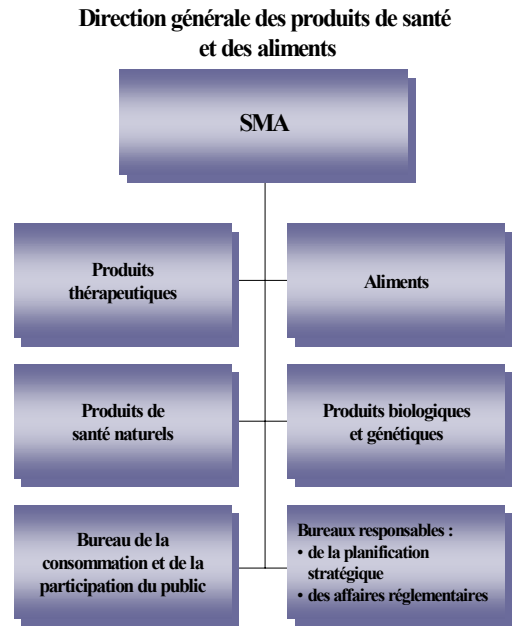 Direction générale des produits de santé
et des aliments
SMA
Produits
thérapeutiques
Aliments
Produits de
santé naturels
Produits biologiques
et génétiques
Bureau de la
consommation et de la
participation du public
Bureaux responsables :
• de la planification
stratégique
• des affaires réglementaires